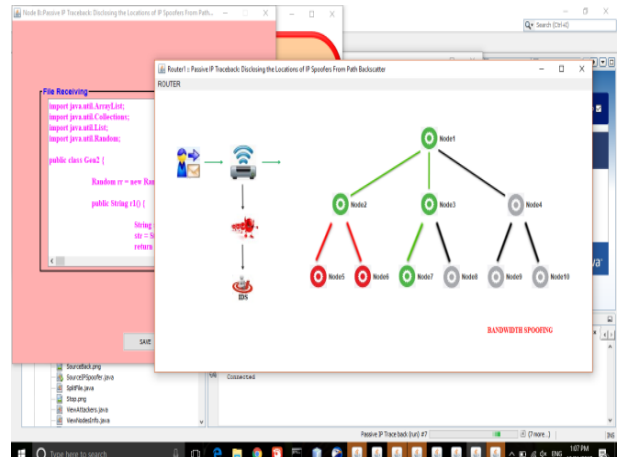 Node B:Passive IP Traceback: Disclosing the Locations of IP Spoofers From Path...
Search (Ctrl+I)
Router1 :: Passive IP Traceback: Disclosing the Locations of IP Spoofers From Path Backscatter
ROUTER
File Receiving
import java.util.ArrayList;
import java.util.Collections;
import java.util.List;
import java.util.Random;
public class Gen2 {
Random rr = new Ran
public String r1() {
String
str = S
return
SAVE
Node1
Node2
Node3
Node4
Node5
Node6
Node7
Node8
Node9
Node10
IDS
BANDWIDTH SPOOFING
SourceBack.png
SourceIPSpoofer.java
SplitFile.java
Stop.png
ViewAttackers.java
ViewNodesInfo.java
Connected
Passive IP Trace back (run) #7
(7 more...)
INS
Type here to search
ENG
1:07 PM